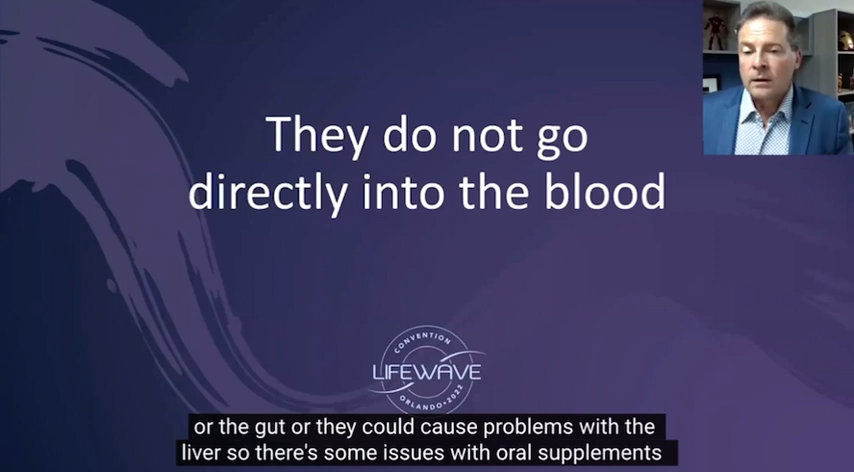 They do not go
directly into the blood
CONVENTION
LIFEWAVE
ORLANDO•2022
or the gut or they could cause problems with the
liver so there's some issues with oral supplements